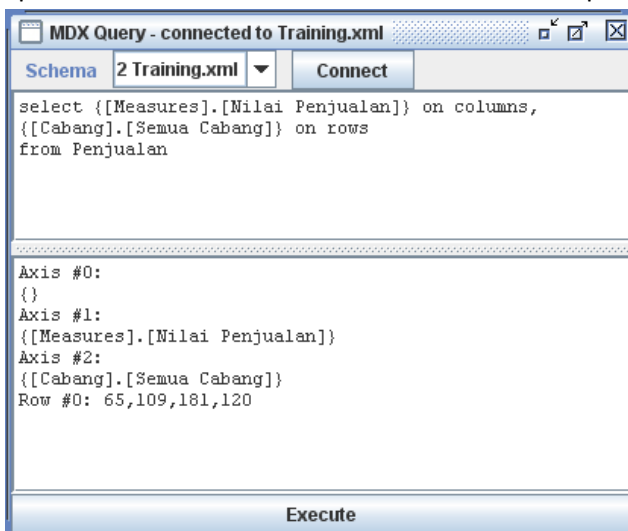 MDX Query - connected to Training.xml
Schema 2 Training.xml Connect
select {[Measures].[Nilai Penjualan]} on columns,
{[Cabang].[Semua Cabang]} on rows
from Penjualan
Axis #0:
{}
Axis #1:
{[Measures].[Nilai Penjualan]}
Axis #2:
{[Cabang].[Semua Cabang]}
Row #0: 65,109,181,120
Execute